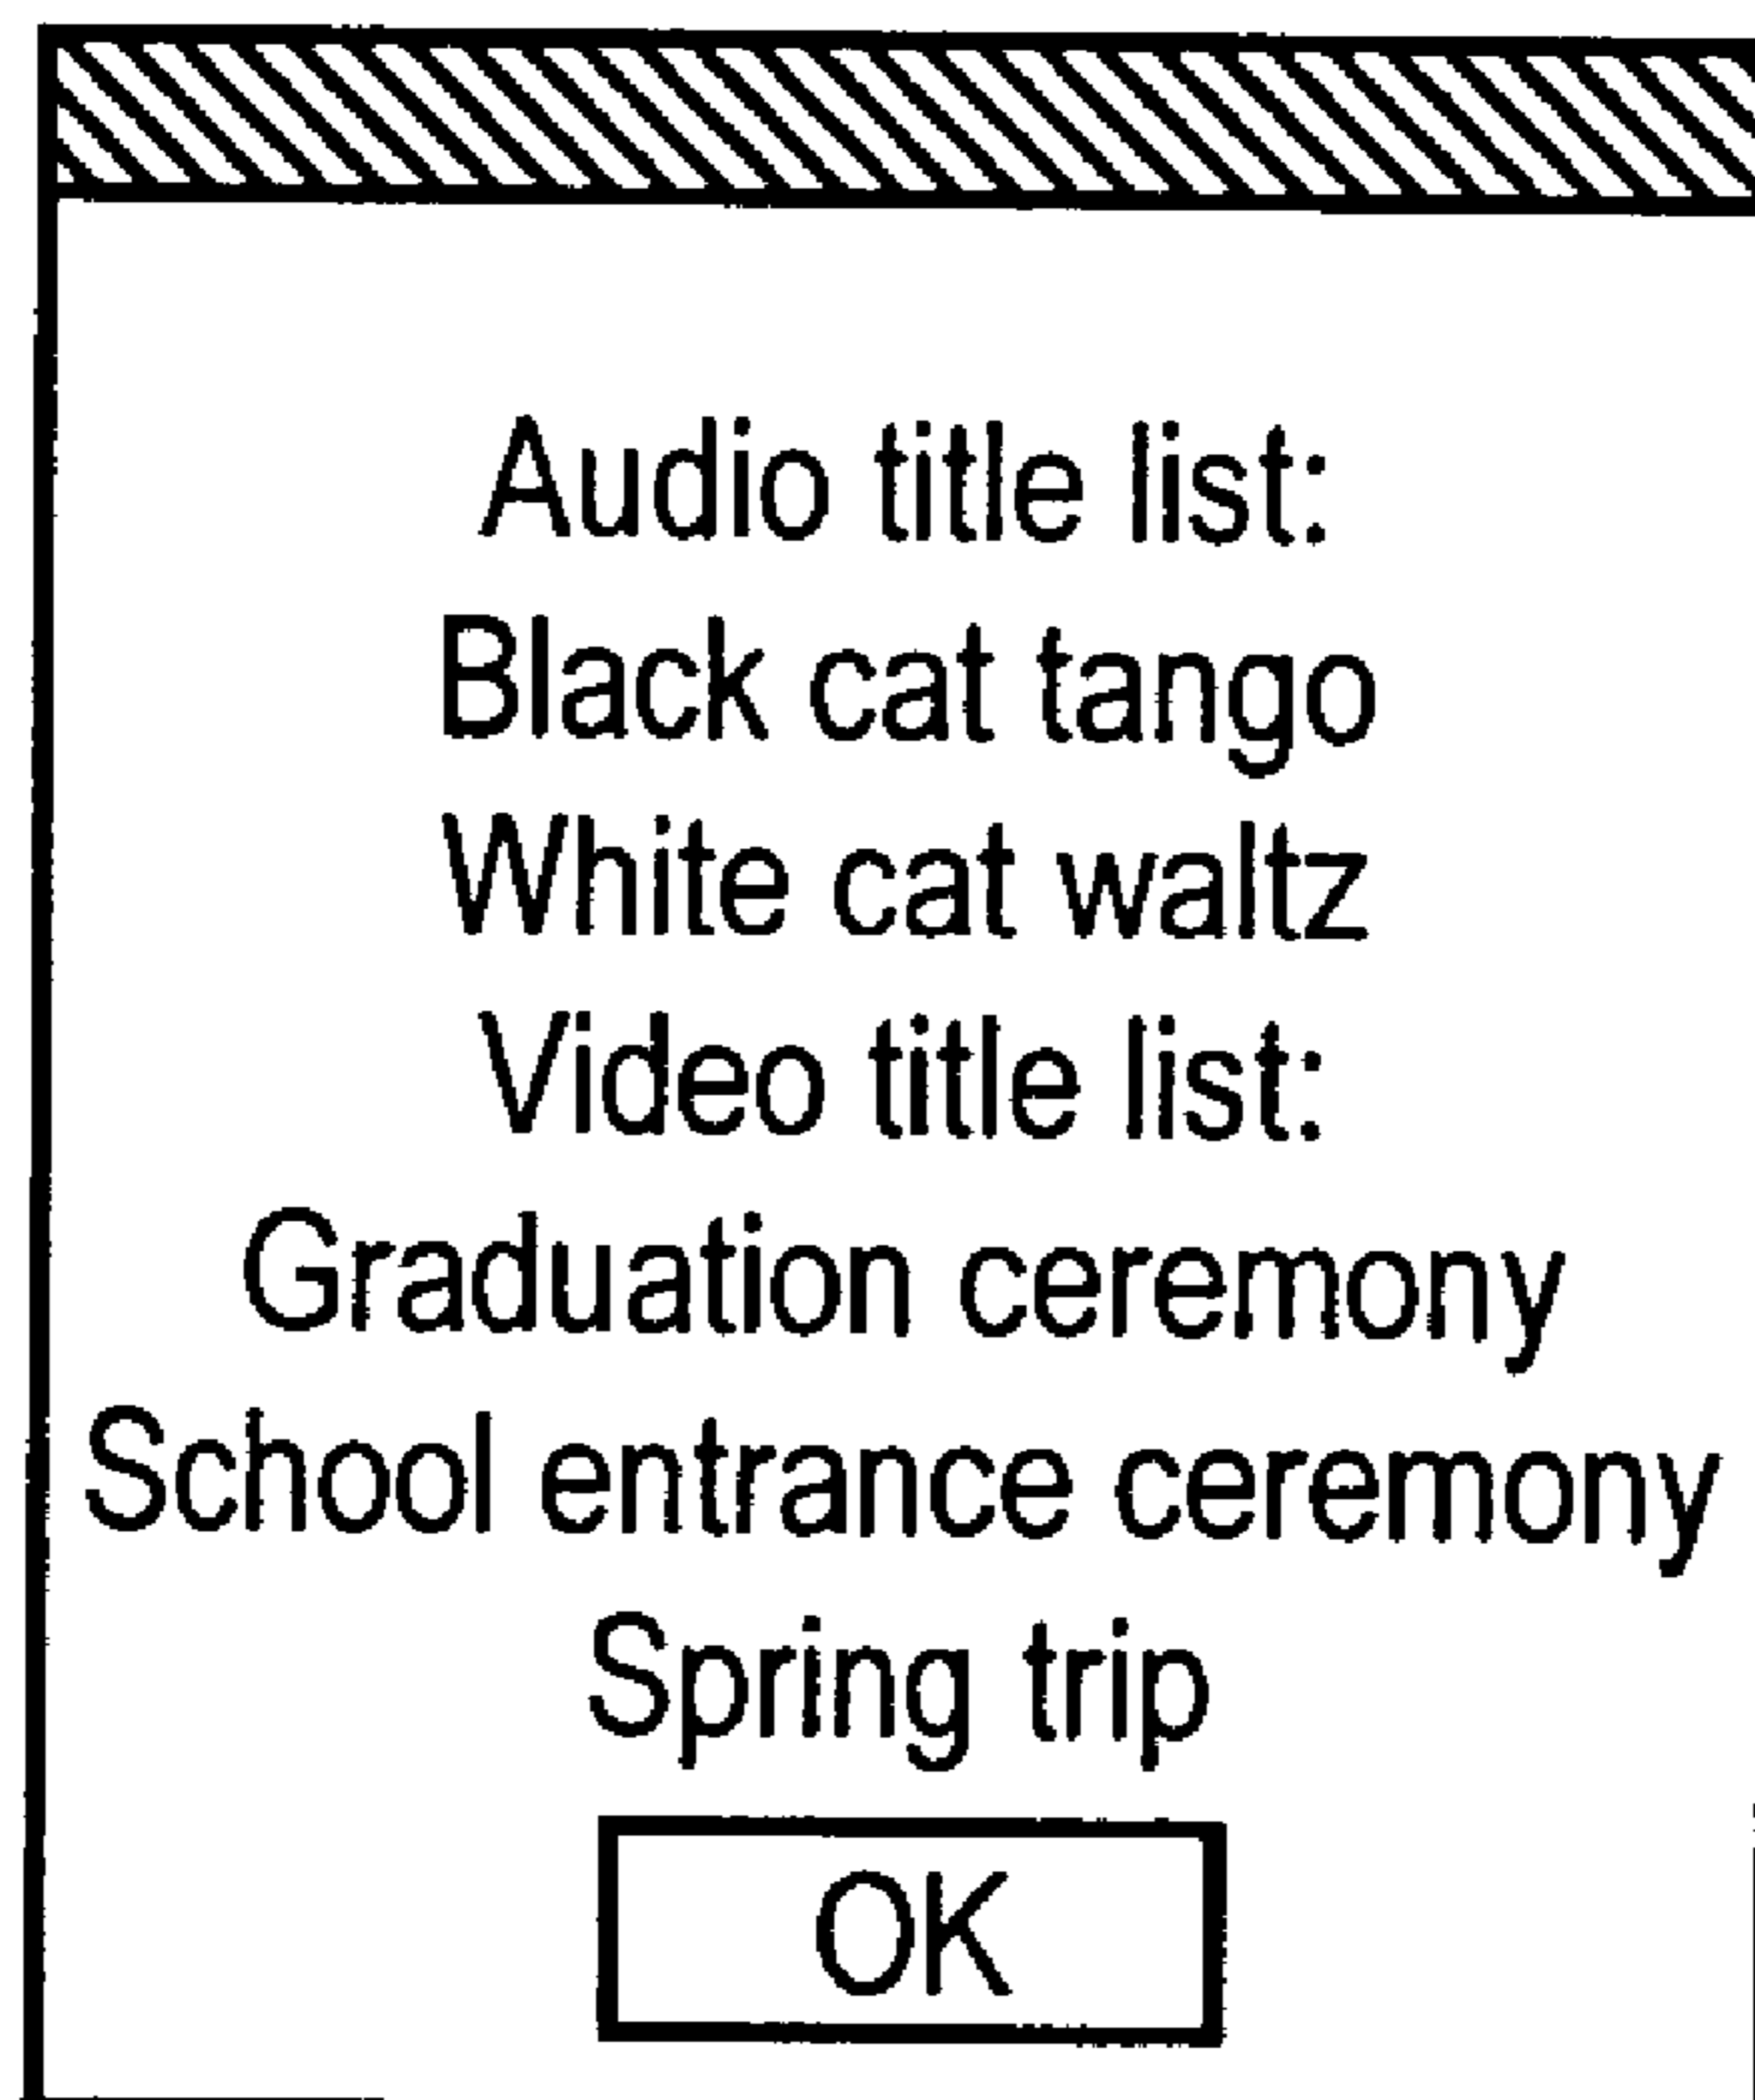 Audio title list:
Black cat tango
White cat waltz
Video title list:
Graduation ceremony
School entrance ceremony
Spring trip
OK